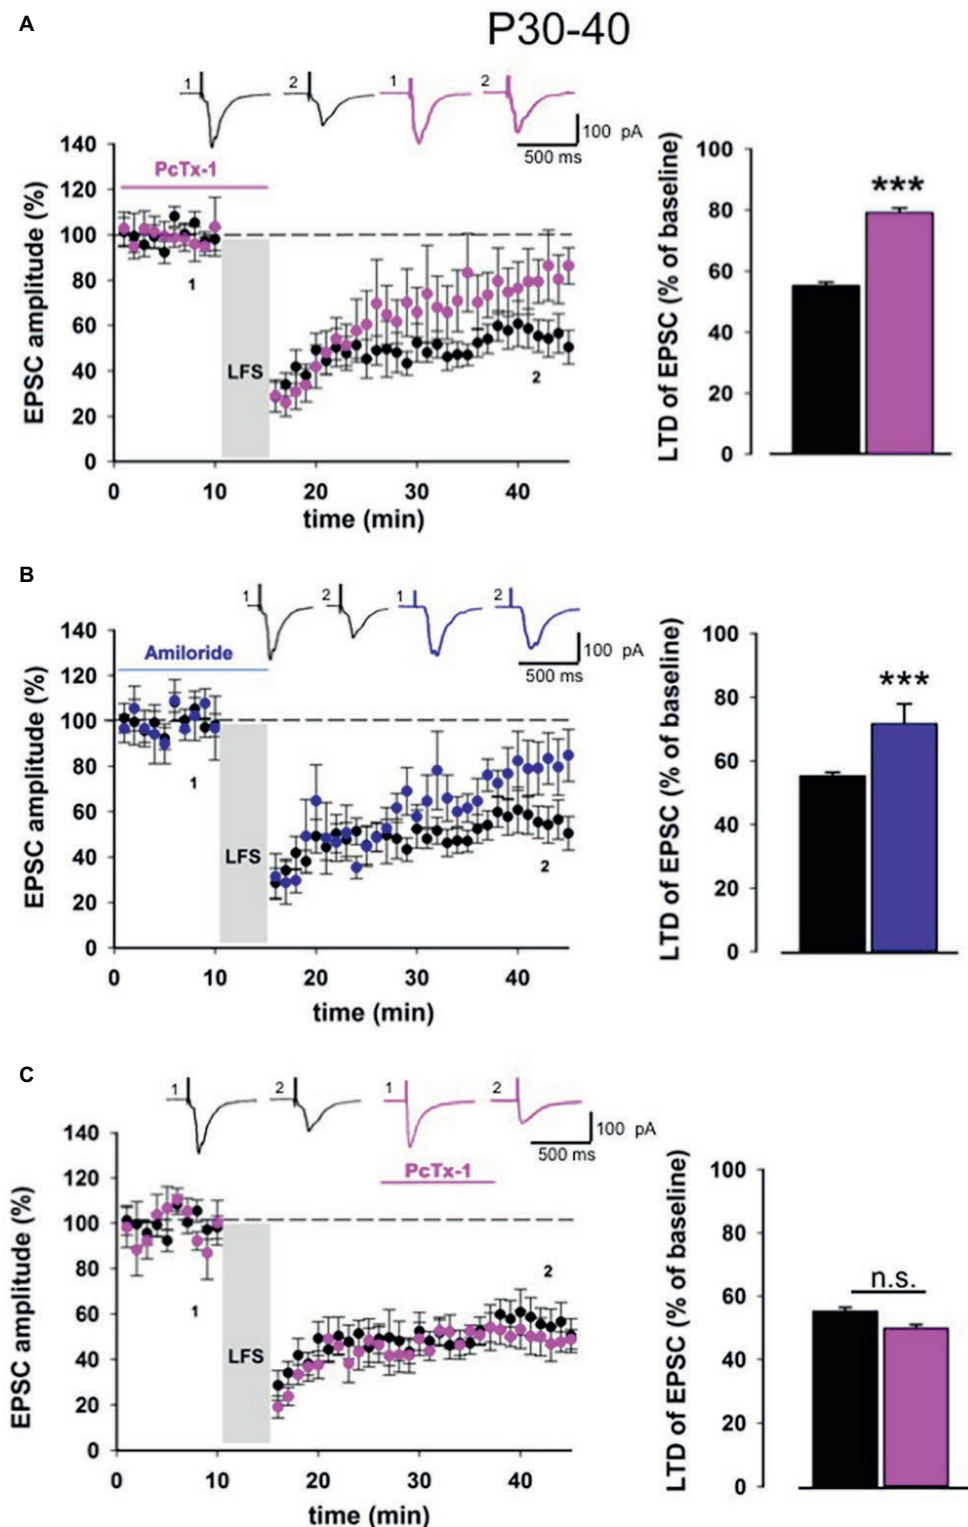 A
P30-40
1
2
1
2
100 pA
500 ms
PcTx-1
EPSC amplitude (%)
140
120
100
80
60
40
20
0
1
LFS
2
0 10 20 30 40
time (min)
LTD of EPSC (% of baseline)
100
80
60
40
20
0
***
B
1
2
1
2
100 pA
500 ms
Amiloride
EPSC amplitude (%)
140
120
100
80
60
40
20
0
1
LFS
2
0 10 20 30 40
time (min)
LTD of EPSC (% of baseline)
100
80
60
40
20
0
***
C
1
2
1
2
100 pA
500 ms
PcTx-1
EPSC amplitude (%)
140
120
100
80
60
40
20
0
1
LFS
2
0 10 20 30 40
time (min)
LTD of EPSC (% of baseline)
100
80
60
40
20
0
n.s.